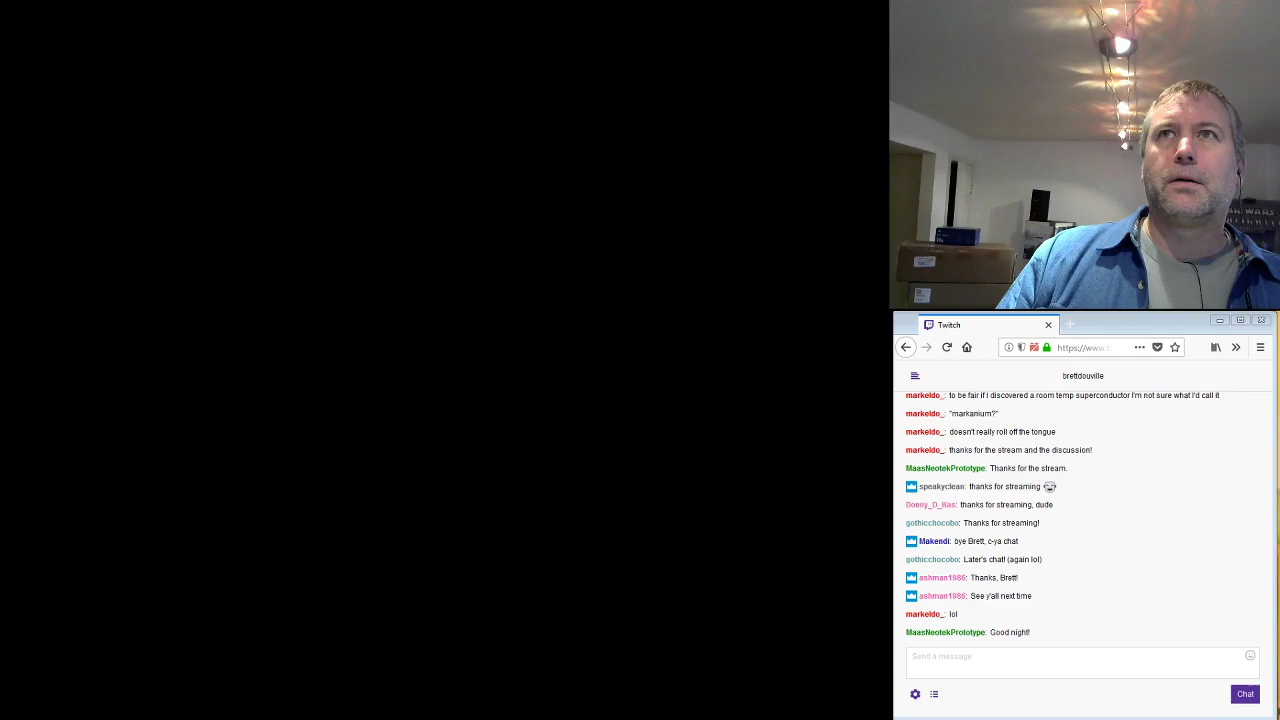 STAR WARS
Twitch
https://www.t
brettdouville
markeldo_: to be fair if I discovered a room temp superconductor I'm not sure what I'd call it
markeldo_: "markanium?"
markeldo_: doesn't really roll off the tongue
markeldo_: thanks for the stream and the discussion!
MaasNeotekPrototype: Thanks for the stream.
speakyclean: thanks for streaming
Donny_D_Kas: thanks for streaming, dude
gothicchocobo: Thanks for streaming!
Makendi: bye Brett, c-ya chat
gothicchocobo: Later's chat! (again lol)
ashman1986: Thanks, Brett!
ashman1986: See y'all next time
markeldo_: lol
MaasNeotekPrototype: Good night!
Send a message
Chat